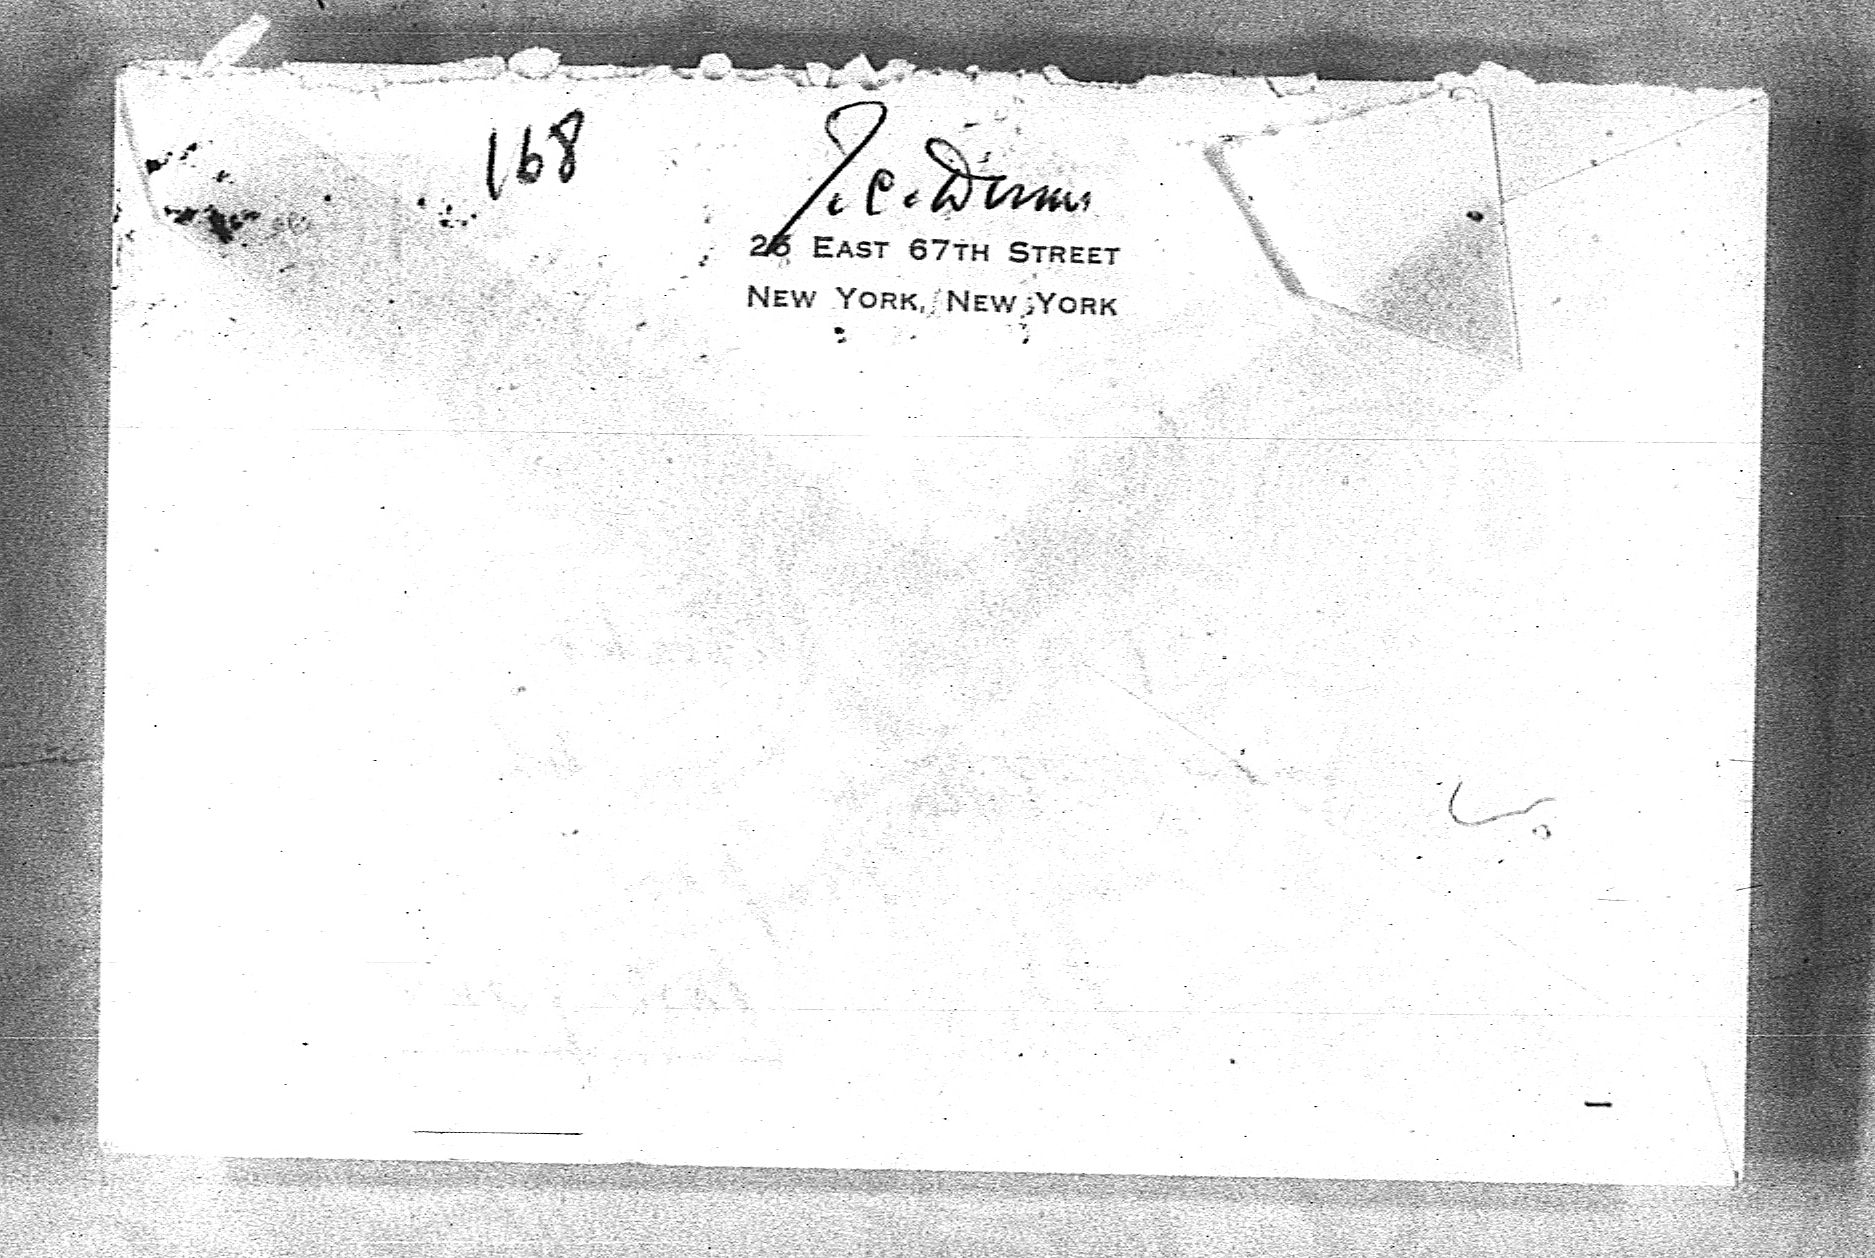 168
26 EAST 67TH STREET
NEW YORK, NEW YORK